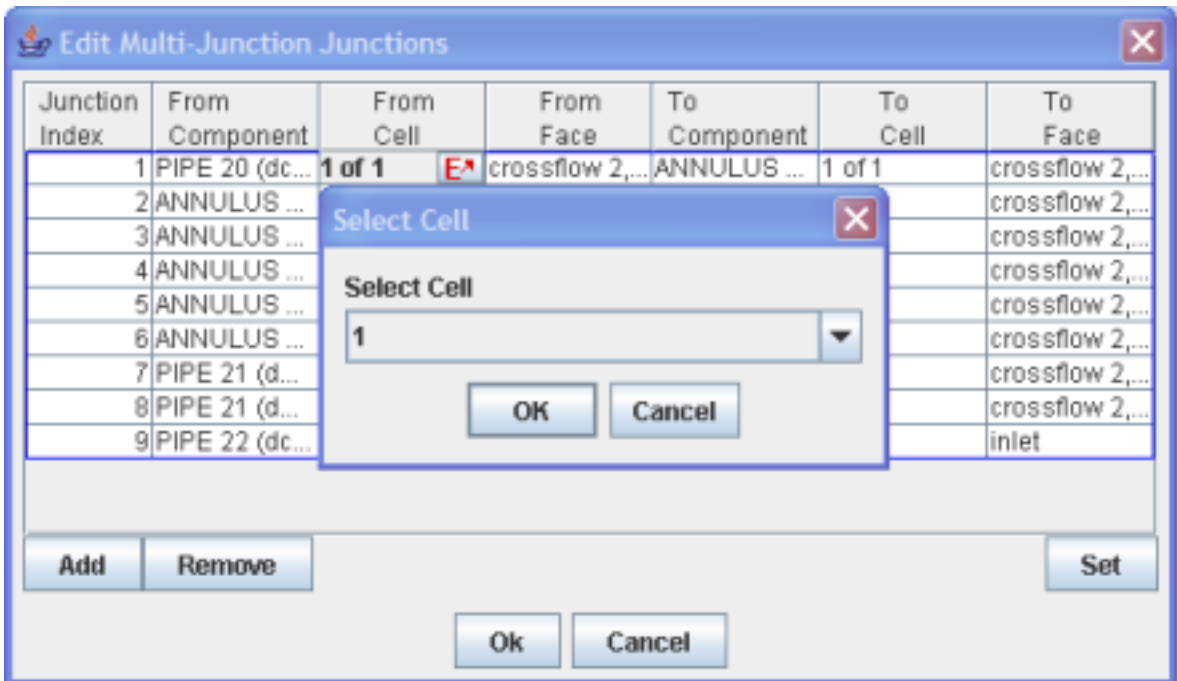 Edit Multi-Junction Junctions
Junction From From From To To To
Index Component Cell Face Component Cell Face
1 PIPE 20 (dc... 1 of 1 E crossflow 2,... ANNULUS ... 1 of 1 crossflow 2,...
2 ANNULUS ... crossflow 2,...
3 ANNULUS ... crossflow 2,...
4 ANNULUS ... crossflow 2,...
5 ANNULUS ... crossflow 2,...
6 ANNULUS ... crossflow 2,...
7 PIPE 21 (d... crossflow 2,...
8 PIPE 21 (d... crossflow 2,...
9 PIPE 22 (dc... inlet
Select Cell
Select Cell
1
OK Cancel
Add Remove Set
Ok Cancel